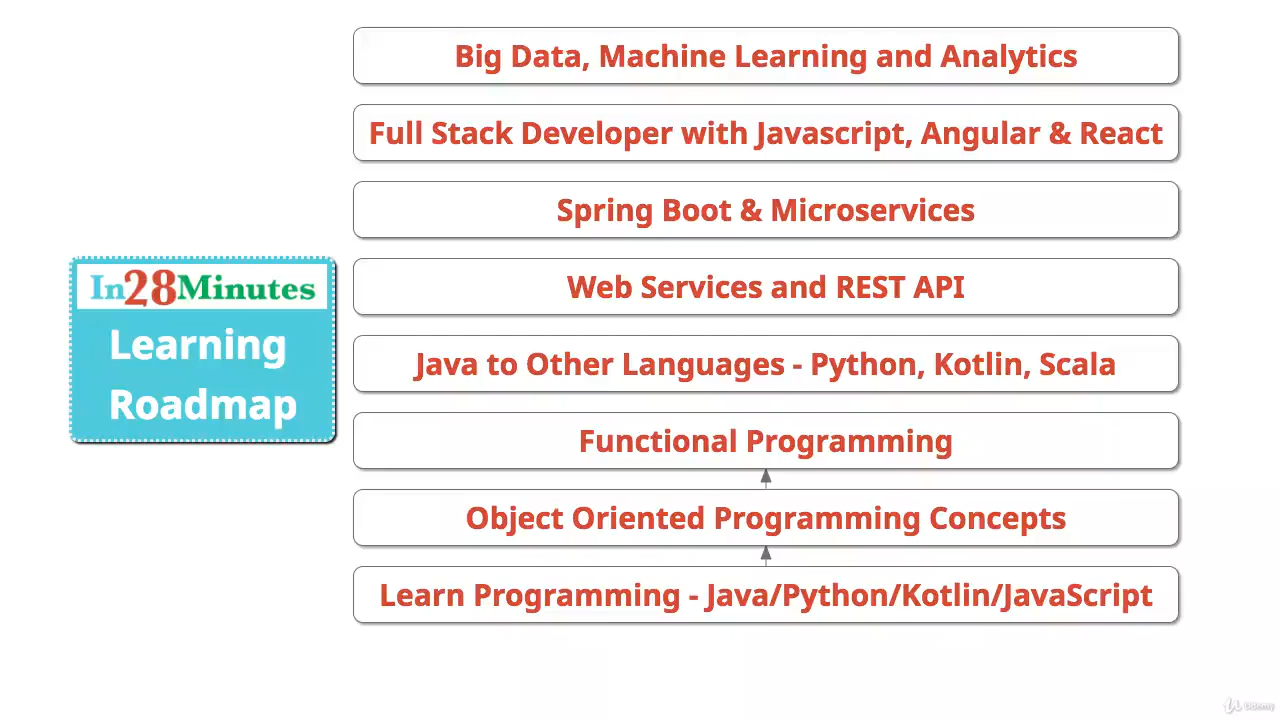 Big Data, Machine Learning and Analytics
Full Stack Developer with Javascript, Angular & React
Spring Boot & Microservices
Web Services and REST API
In28Minutes
Learning
Roadmap
Java to Other Languages - Python, Kotlin, Scala
Functional Programming
Object Oriented Programming Concepts
Learn Programming - Java/Python/Kotlin/JavaScript
Udemy